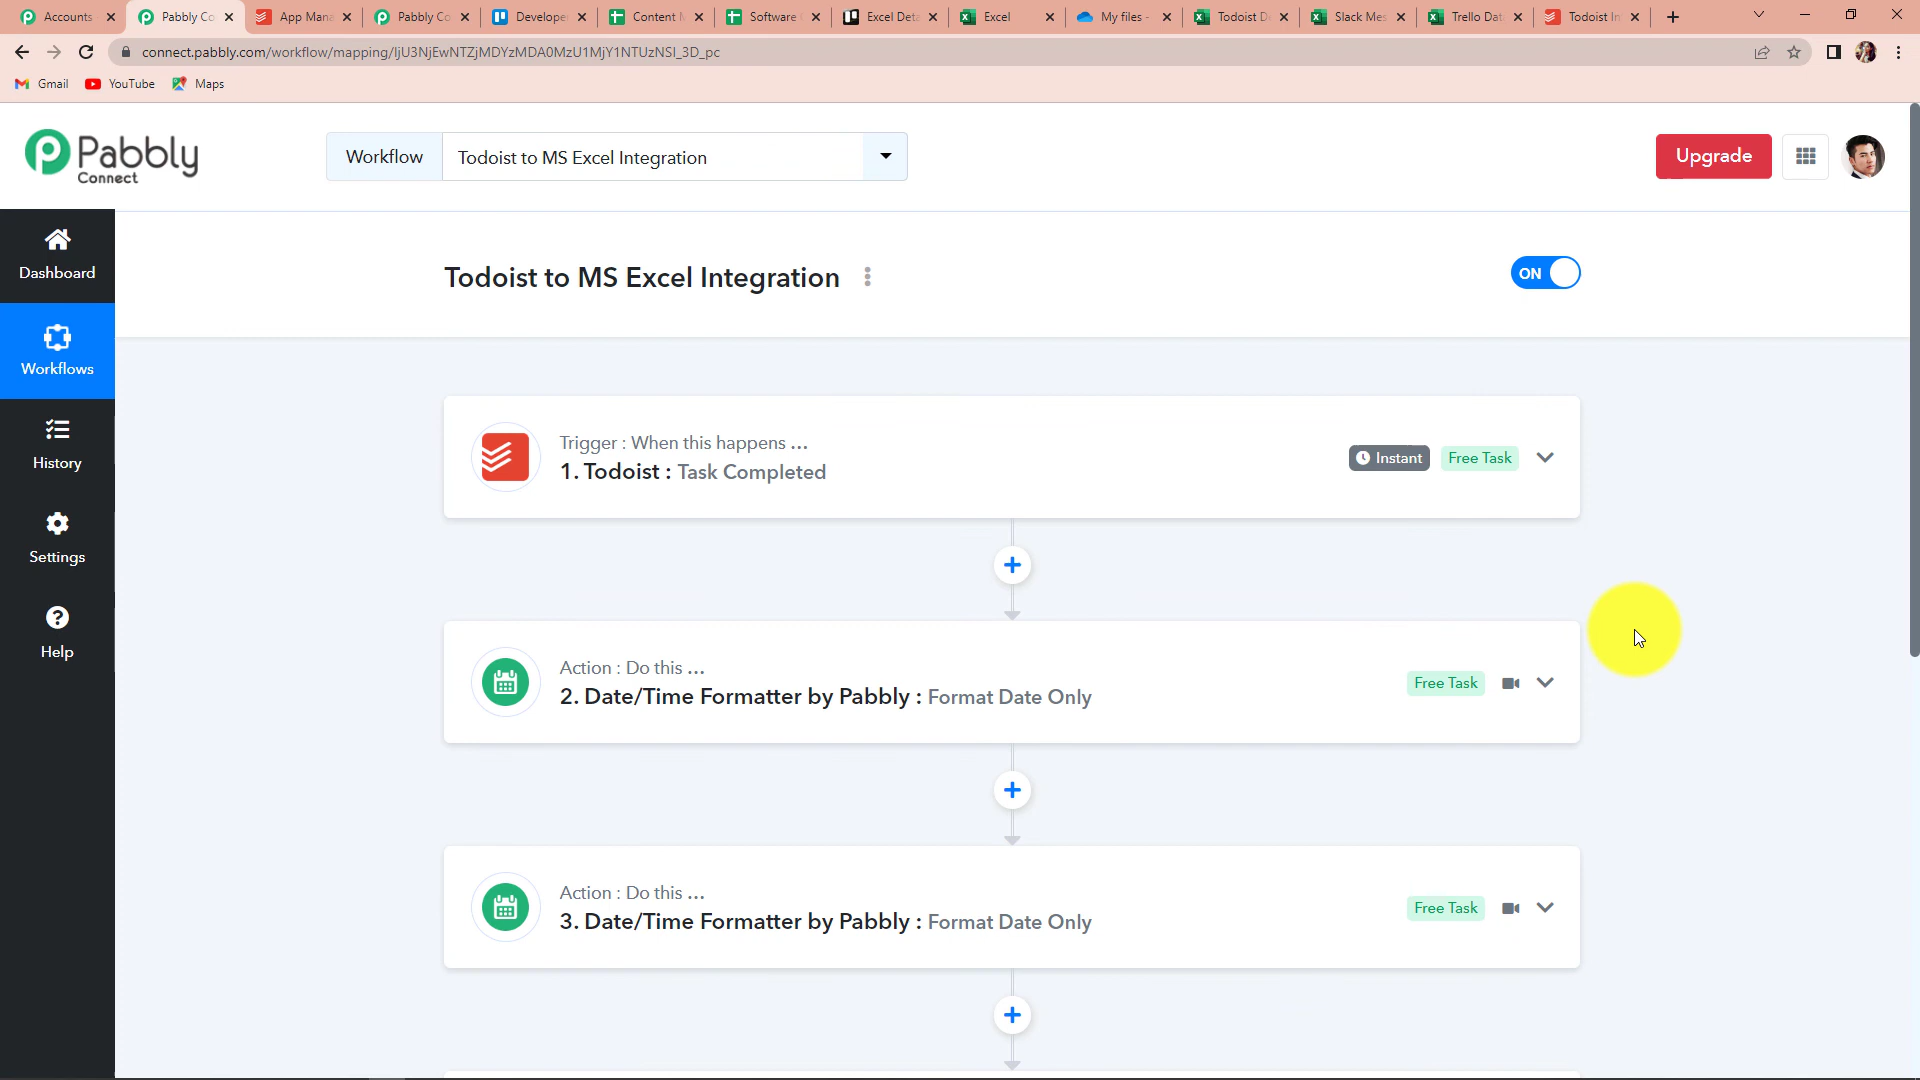 Accounts
Pabbly Co
App Mana
Pabbly Co
Develope
Content
Software
Excel Deta
Excel
My files -
Todoist D
Slack Mes
Trello Dat
Todoist In
connect.pabbly.com/workflow/mapping/IjU3NjEwNTZjMDYzMDA0MzU1MjY1NTUzNSI_3D_pc
Gmail
YouTube
Maps
Pabbly
Connect
Workflow
Todoist to MS Excel Integration
Upgrade
Dashboard
Workflows
History
Settings
Help
Todoist to MS Excel Integration
ON
Trigger : When this happens ...
1. Todoist : Task Completed
Instant
Free Task
Action : Do this ...
2. Date/Time Formatter by Pabbly : Format Date Only
Free Task
Action : Do this ...
3. Date/Time Formatter by Pabbly : Format Date Only
Free Task